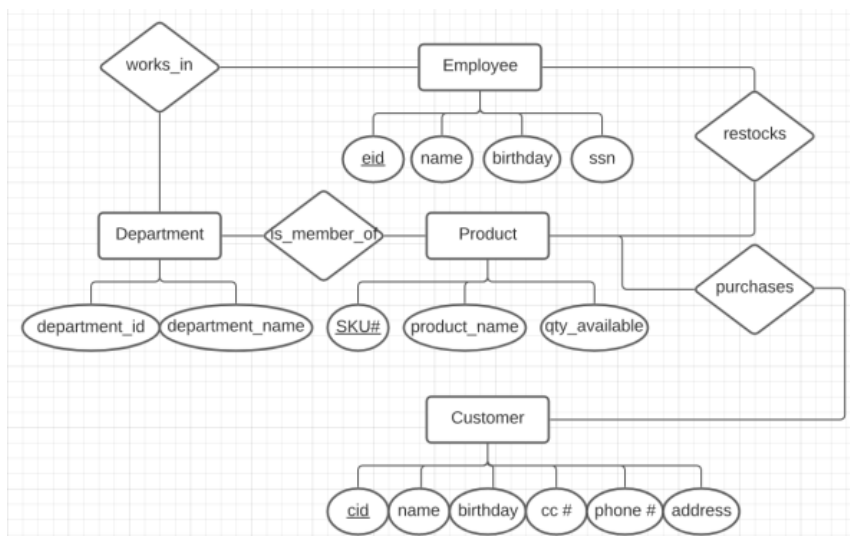 works_in
Employee
restocks
eid
name
birthday
ssn
Department
is_member_of
Product
purchases
department_id
department_name
SKU#
product_name
qty_available
Customer
cid
name
birthday
cc #
phone #
address